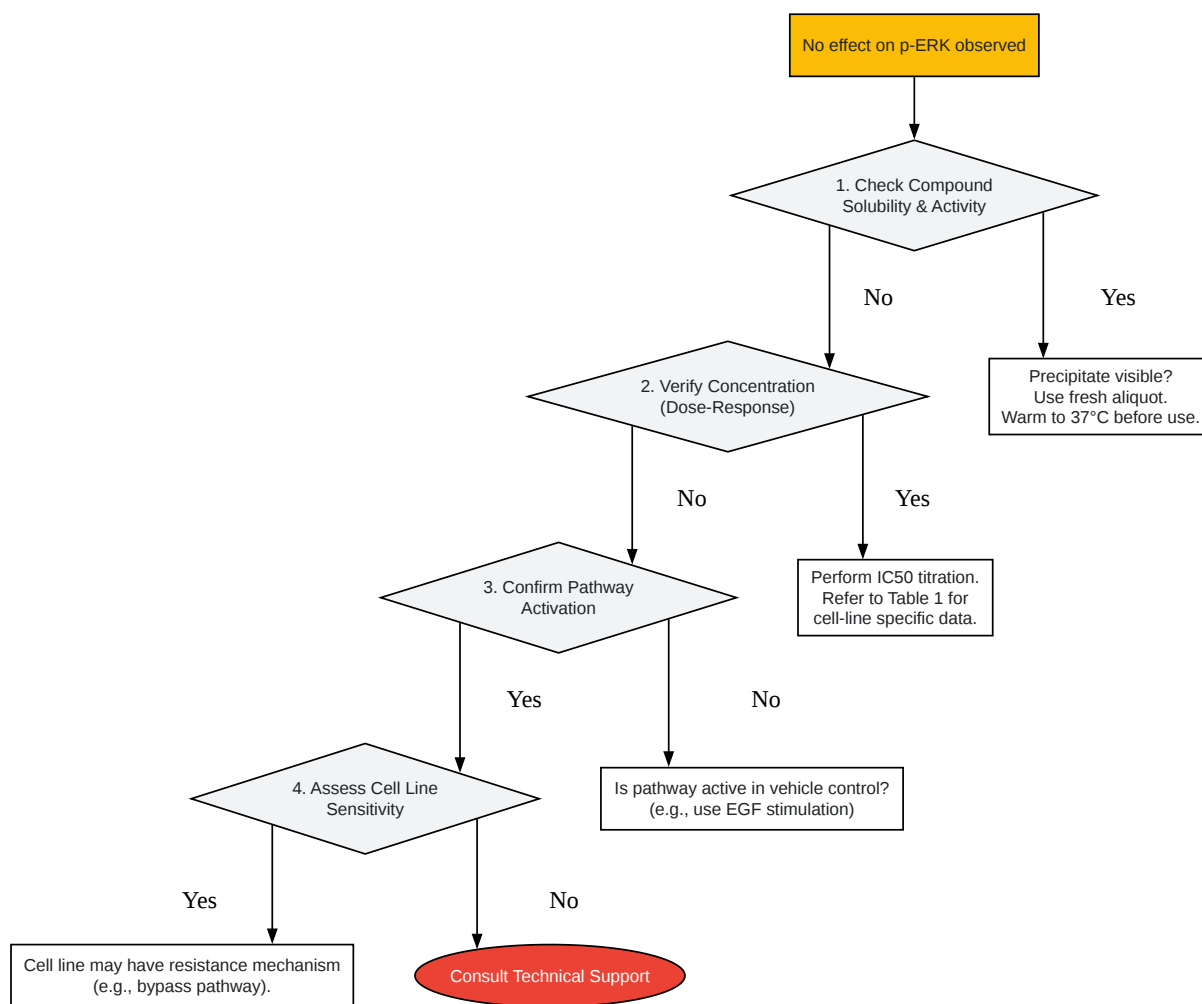 No effect on p-ERK observed
1. Check Compound
Solubility & Activity
No
Yes
2. Verify Concentration
(Dose-Response)
Precipitate visible?
Use fresh aliquot.
Warm to 37°C before use.
No
Yes
3. Confirm Pathway
Activation
Perform IC50 titration.
Refer to Table 1 for
cell-line specific data.
Yes
No
4. Assess Cell Line
Sensitivity
Is pathway active in vehicle control?
(e.g., use EGF stimulation)
Yes
No
Cell line may have resistance mechanism
(e.g., bypass pathway).
Consult Technical Support